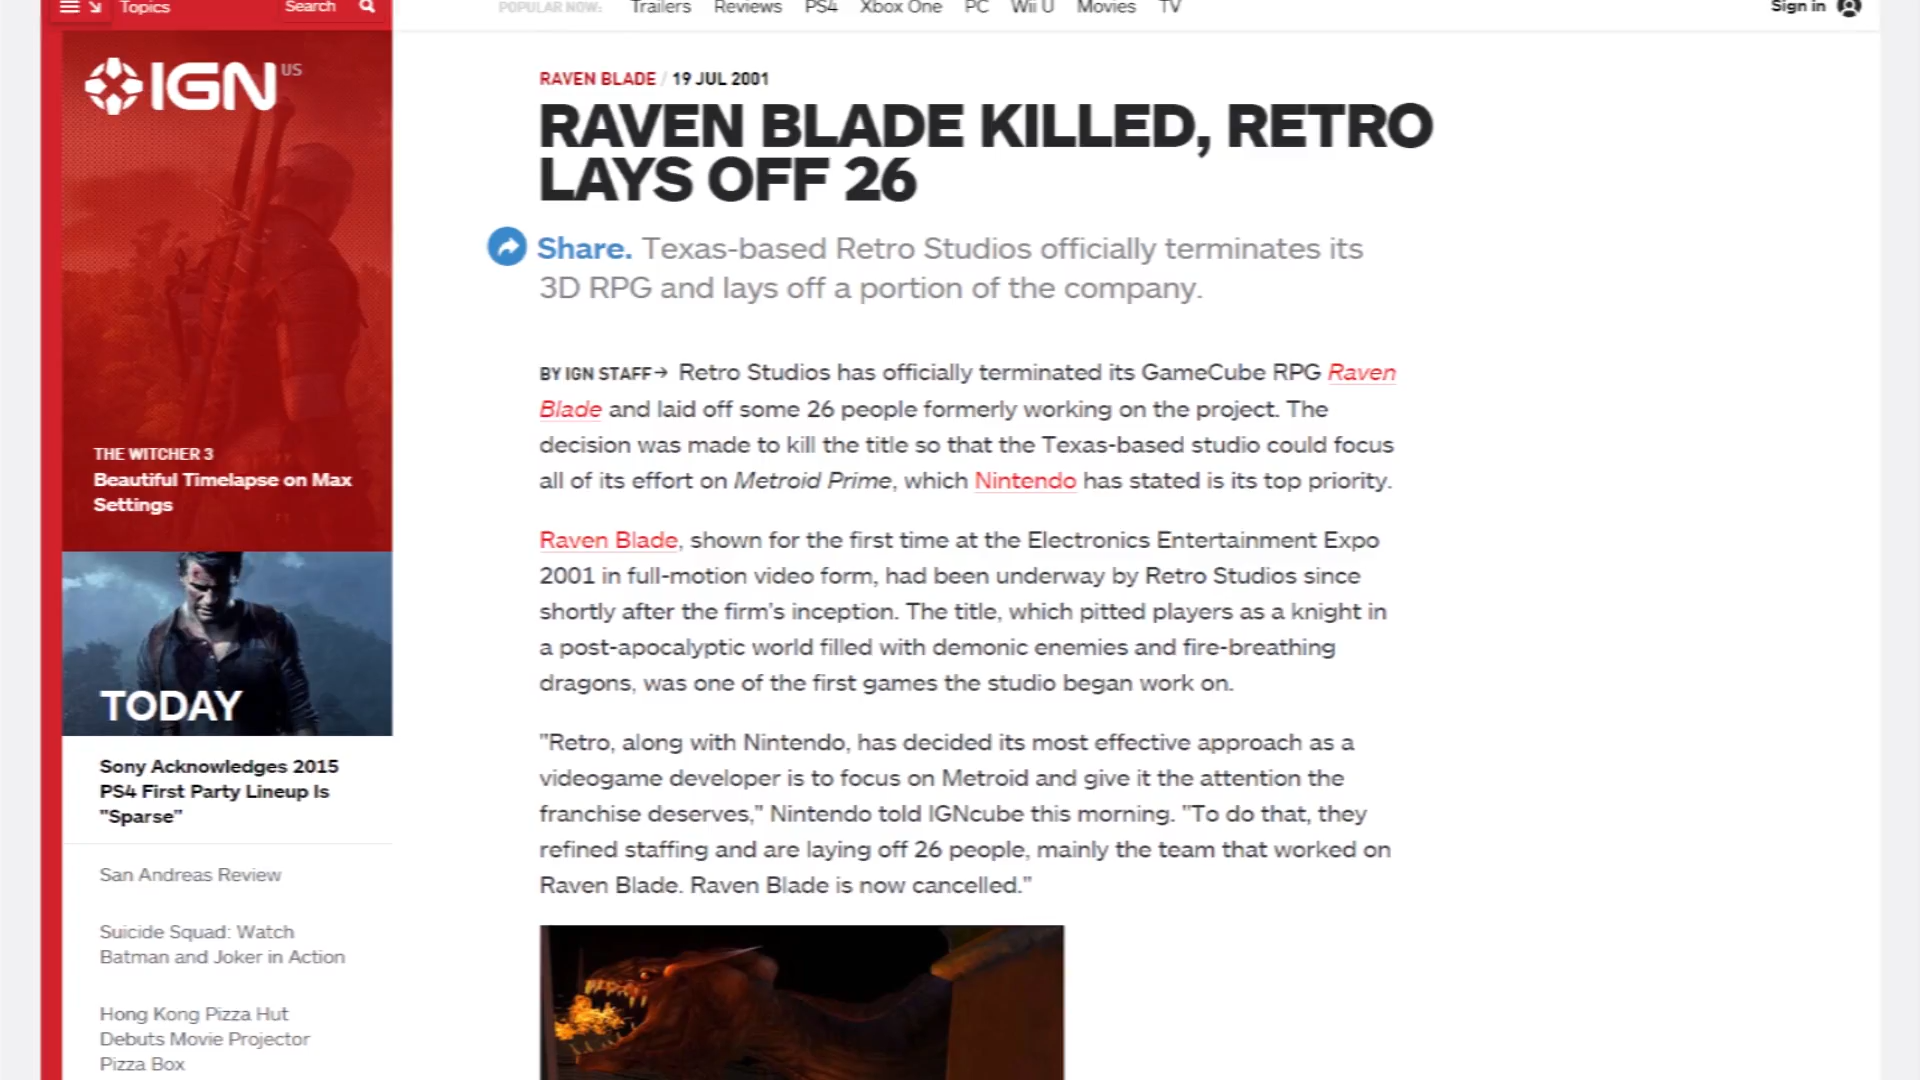 Topics
Search
POPULAR NOW:
Trailers
Reviews
PS4
Xbox One
PC
Wii U
Movies
TV
Sign in
IGN US
THE WITCHER 3
Beautiful Timelapse on Max
Settings
TODAY
Sony Acknowledges 2015
PS4 First Party Lineup Is
"Sparse"
San Andreas Review
Suicide Squad: Watch
Batman and Joker in Action
Hong Kong Pizza Hut
Debuts Movie Projector
Pizza Box
RAVEN BLADE / 19 JUL 2001
RAVEN BLADE KILLED, RETRO
LAYS OFF 26
Share. Texas-based Retro Studios officially terminates its
3D RPG and lays off a portion of the company.
BY IGN STAFF→ Retro Studios has officially terminated its GameCube RPG Raven
Blade and laid off some 26 people formerly working on the project. The
decision was made to kill the title so that the Texas-based studio could focus
all of its effort on Metroid Prime, which Nintendo has stated is its top priority.
Raven Blade, shown for the first time at the Electronics Entertainment Expo
2001 in full-motion video form, had been underway by Retro Studios since
shortly after the firm's inception. The title, which pitted players as a knight in
a post-apocalyptic world filled with demonic enemies and fire-breathing
dragons, was one of the first games the studio began work on.
"Retro, along with Nintendo, has decided its most effective approach as a
videogame developer is to focus on Metroid and give it the attention the
franchise deserves," Nintendo told IGNcube this morning. "To do that, they
refined staffing and are laying off 26 people, mainly the team that worked on
Raven Blade. Raven Blade is now cancelled."